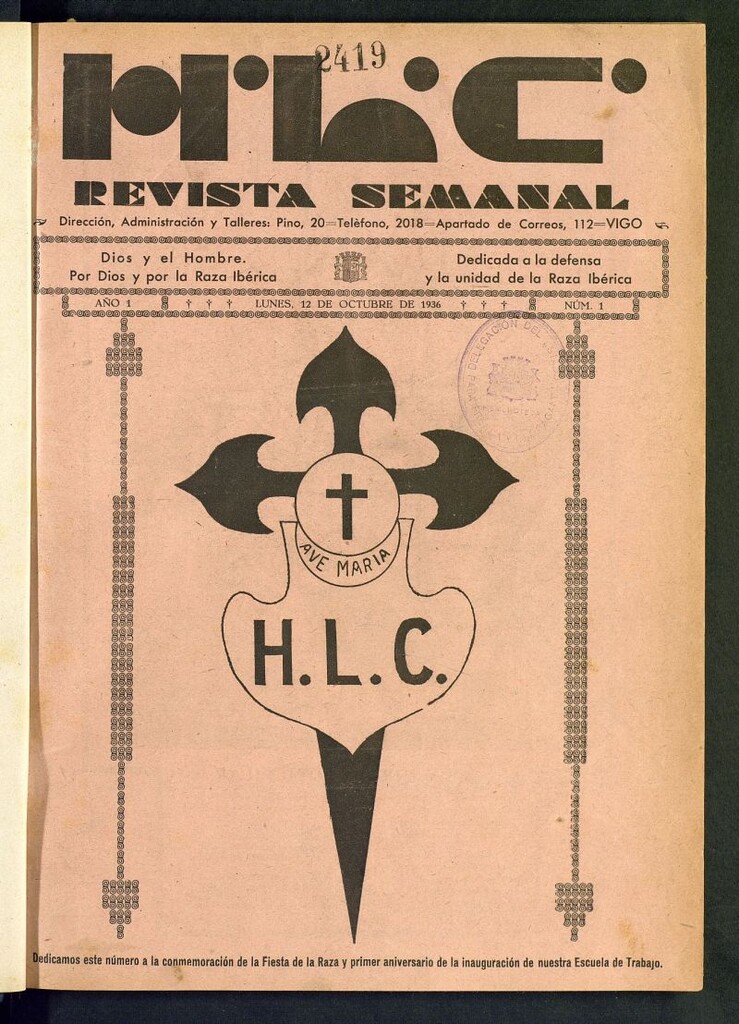 2419
HLC
REVISTA SEMANAL
Dirección, Administración y Talleres: Pino, 20=Telèfono, 2018=Apartado de Correos, 112=VIGO
Dios y el Hombre.
Por Dios y por la Raza Ibérica
Dedicada a la defensa
y la unidad de la Raza Ibérica
AÑO 1 † † † LUNES, 12 DE OCTUBRE DE 1936 † † † NÚM. 1
DELEGACIÓN DEL
AVE MARIA
H. L. C.
Dedicamos este número a la conmemoración de la Fiesta de la Raza y primer aniversario de la inauguración de nuestra Escuela de Trabajo.